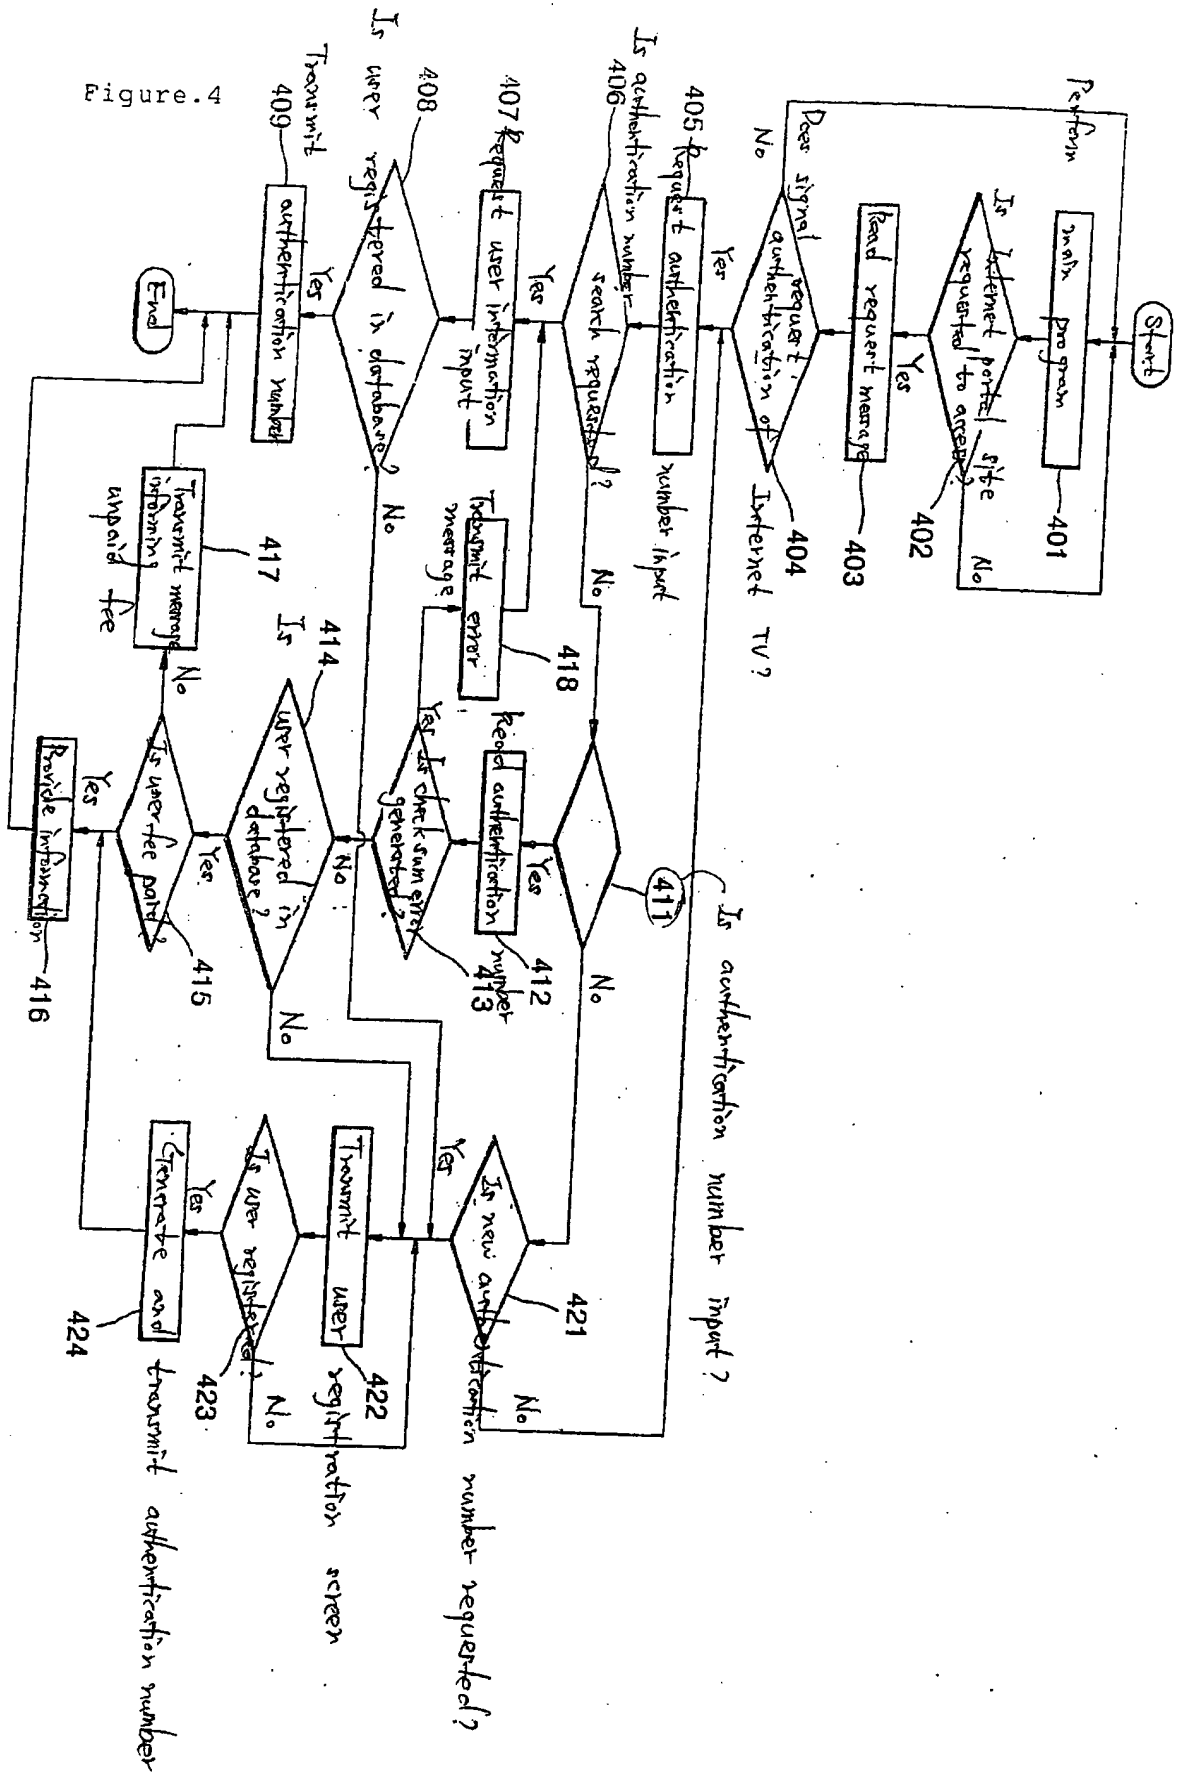 Figure.4
Start
Perform
main program
401
Is Internet portal site
requested to access?
402
No
Yes
Read request message
403
Does signal
request
authentication of
Internet TV?
404
No
Yes
Request authentication
number input
405
Is authentication number
search requested?
406
No
Yes
Request user information
input
407
Is user registered in database?
408
No
Yes
Transmit
authentication number
409
End
Is authentication number input?
411
No
Yes
Read authentication number
412
Is checksum error
generated?
413
Yes
No
Transmit error
message
418
Is
user registered in
database?
414
No
Yes
Is user fee paid?
415
No
Yes
Transmit message
informing
unpaid fee
417
Provide information
416
Is new authentication number requested?
421
No
Yes
Transmit user registration screen
422
Is user registered?
423
No
Yes
Generate and transmit authentication number
424